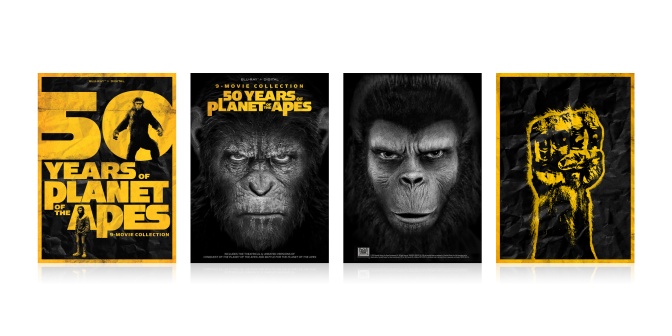 BLU-RAY + DIGITAL
50
YEARS OF
PLANET
OF THE APES
9-MOVIE COLLECTION
BLU-RAY + DIGITAL
9-MOVIE COLLECTION
50 YEARS OF
PLANET OF THE APES